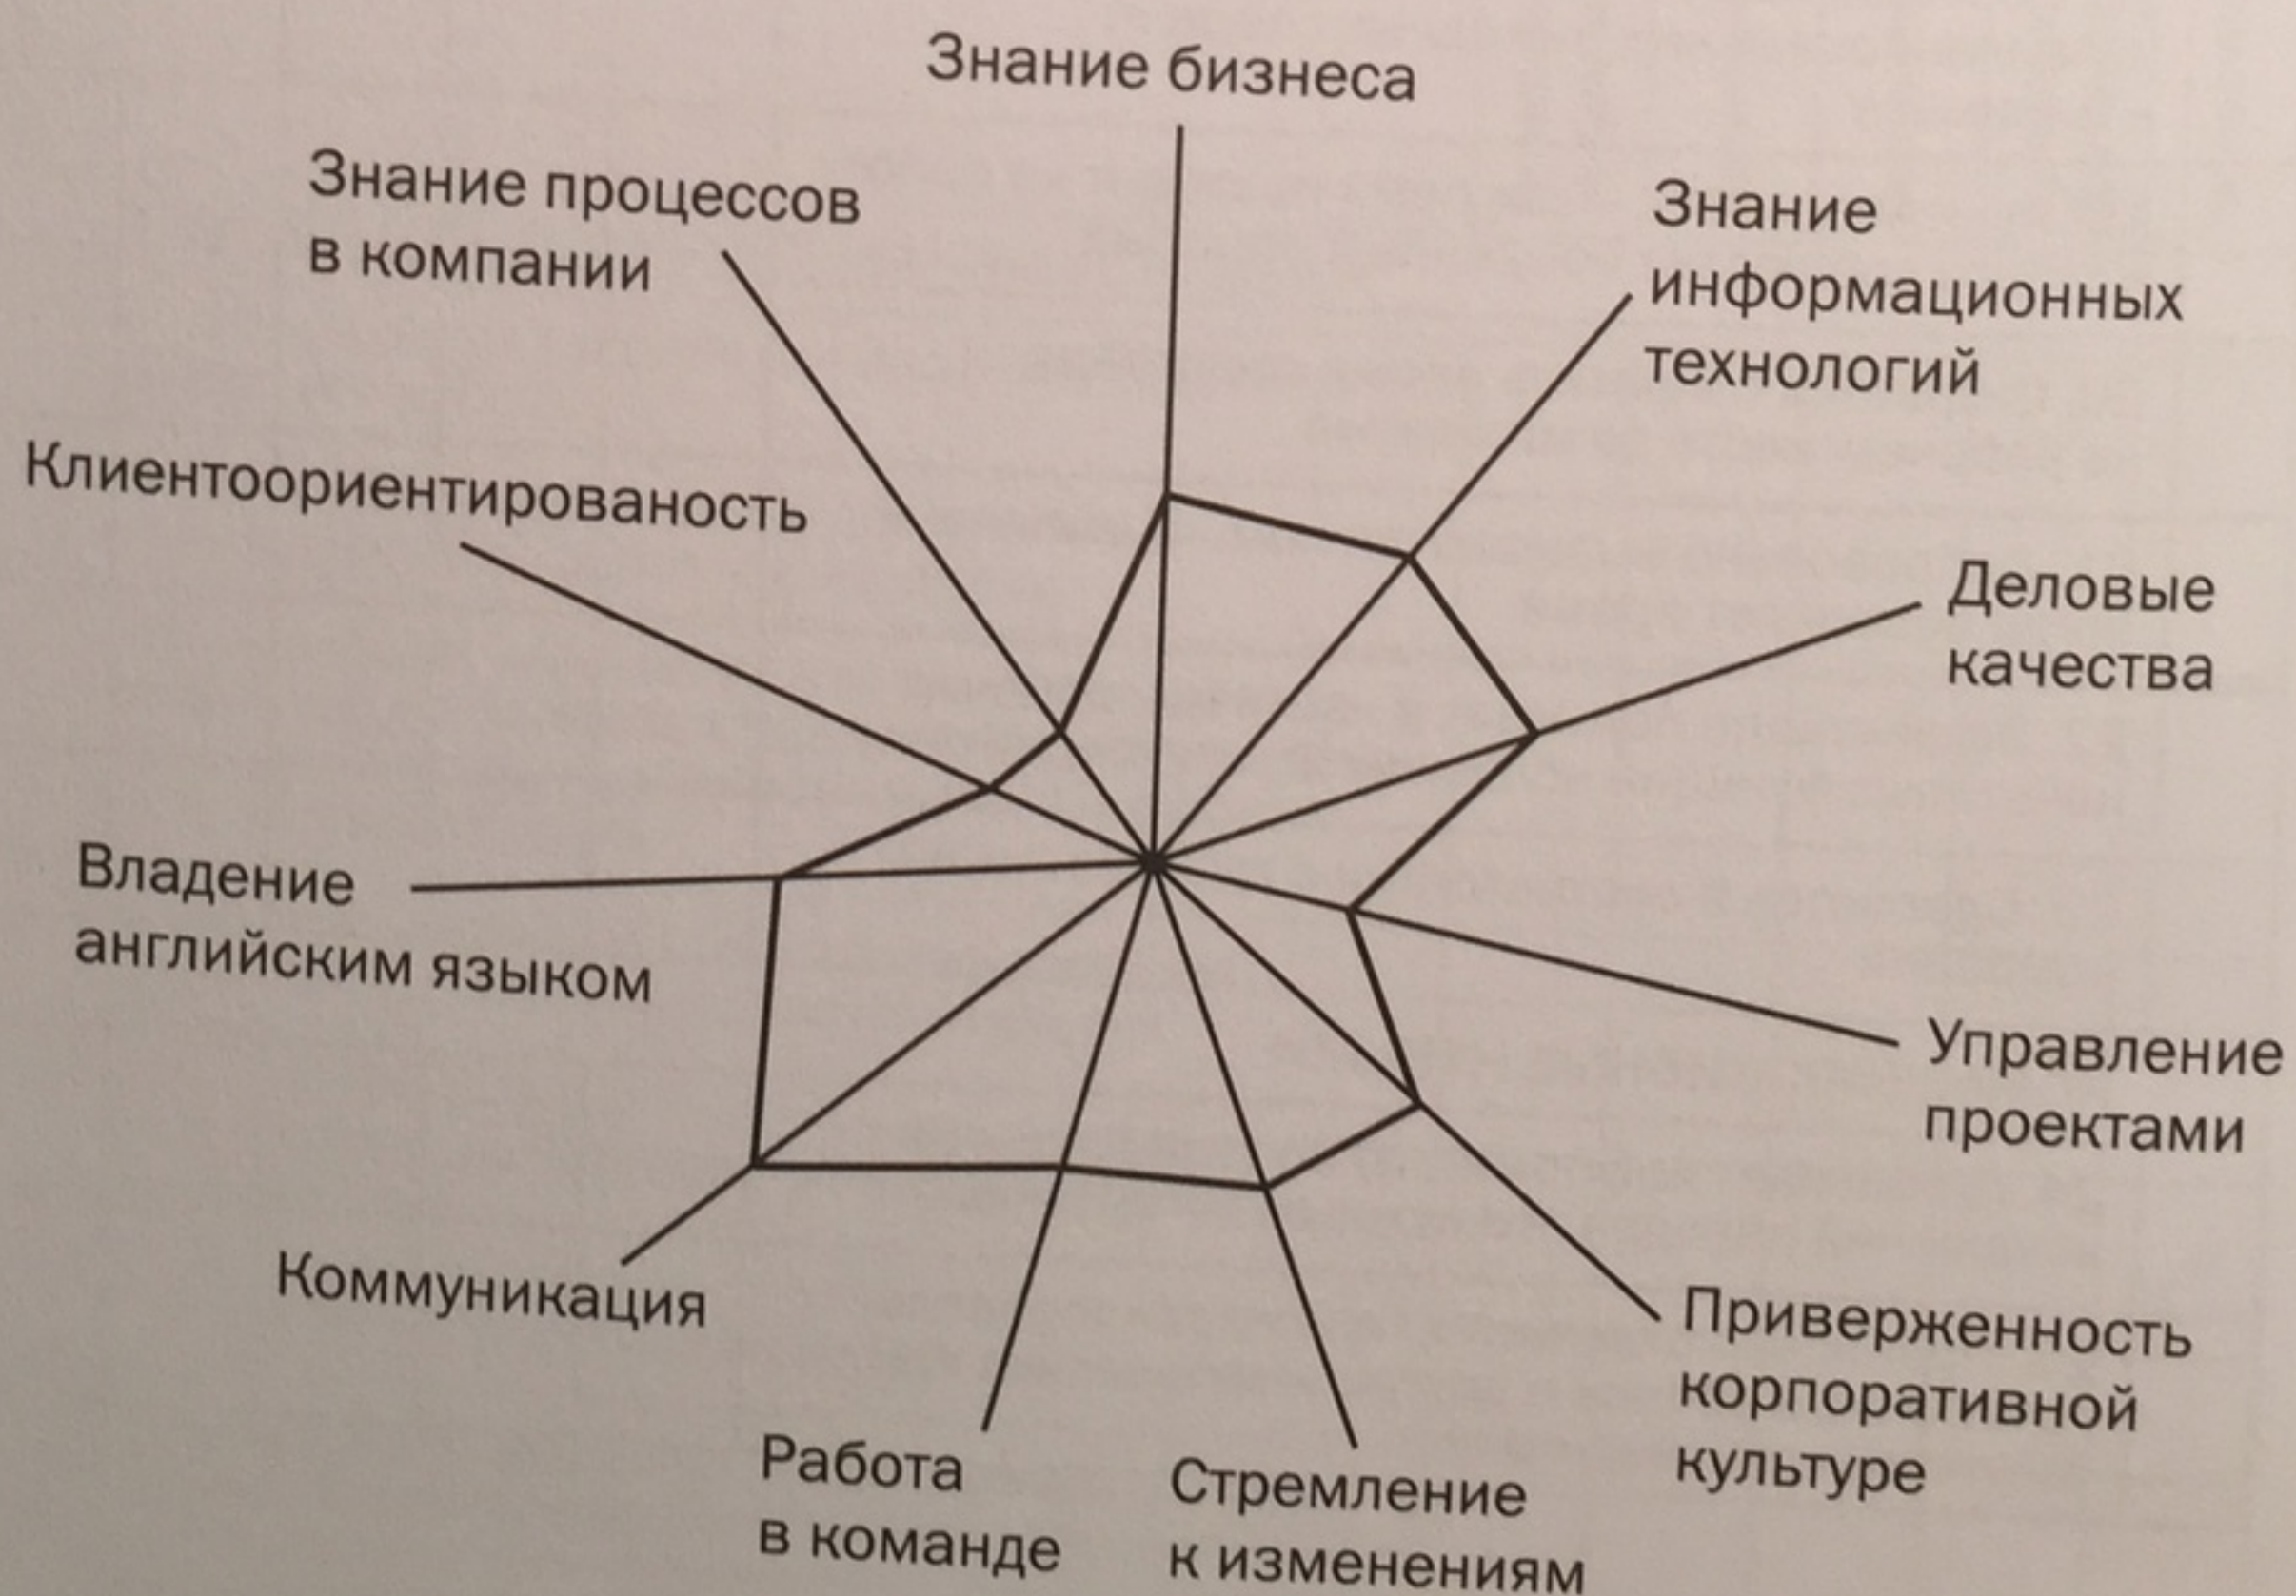 Знание бизнеса
Знание
информационных
технологий
Деловые
качества
Управление
проектами
Приверженность
корпоративной
культуре
Стремление
к изменениям
Работа
в команде
Коммуникация
Владение
английским языком
Клиентоориентированость
Знание процессов
в компании